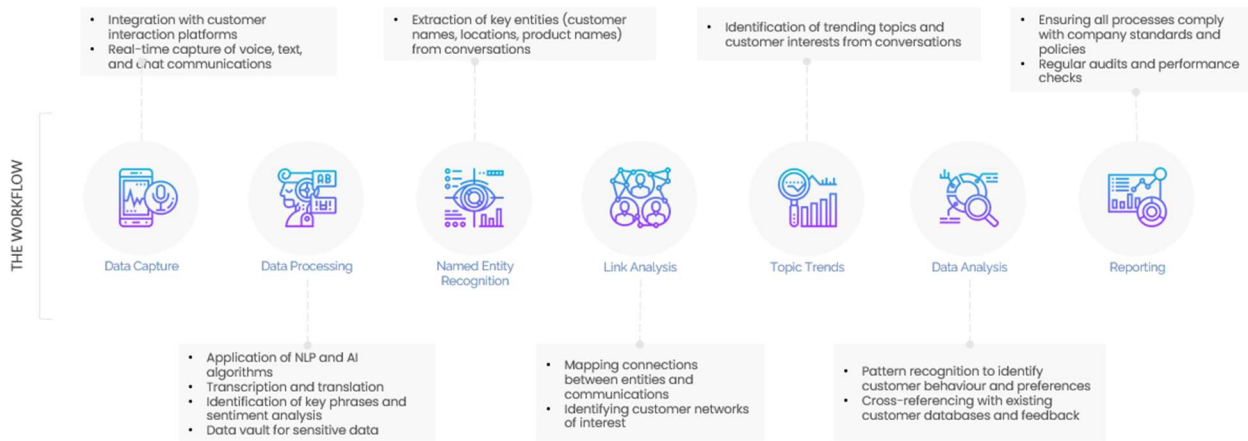 • Integration with customer
interaction platforms
• Real-time capture of voice, text,
and chat communications
• Extraction of key entities (customer
names, locations, product names)
from conversations
• Identification of trending topics and
customer interests from conversations
• Ensuring all processes comply
with company standards and
policies
• Regular audits and performance
checks
THE WORKFLOW
AB
Data Capture
Data Processing
Named Entity
Recognition
Link Analysis
Topic Trends
Data Analysis
Reporting
• Application of NLP and AI
algorithms
• Transcription and translation
• Identification of key phrases and
sentiment analysis
• Data vault for sensitive data
• Mapping connections
between entities and
communications
• Identifying customer networks
of interest
• Pattern recognition to identify
customer behaviour and preferences
• Cross-referencing with existing
customer databases and feedback